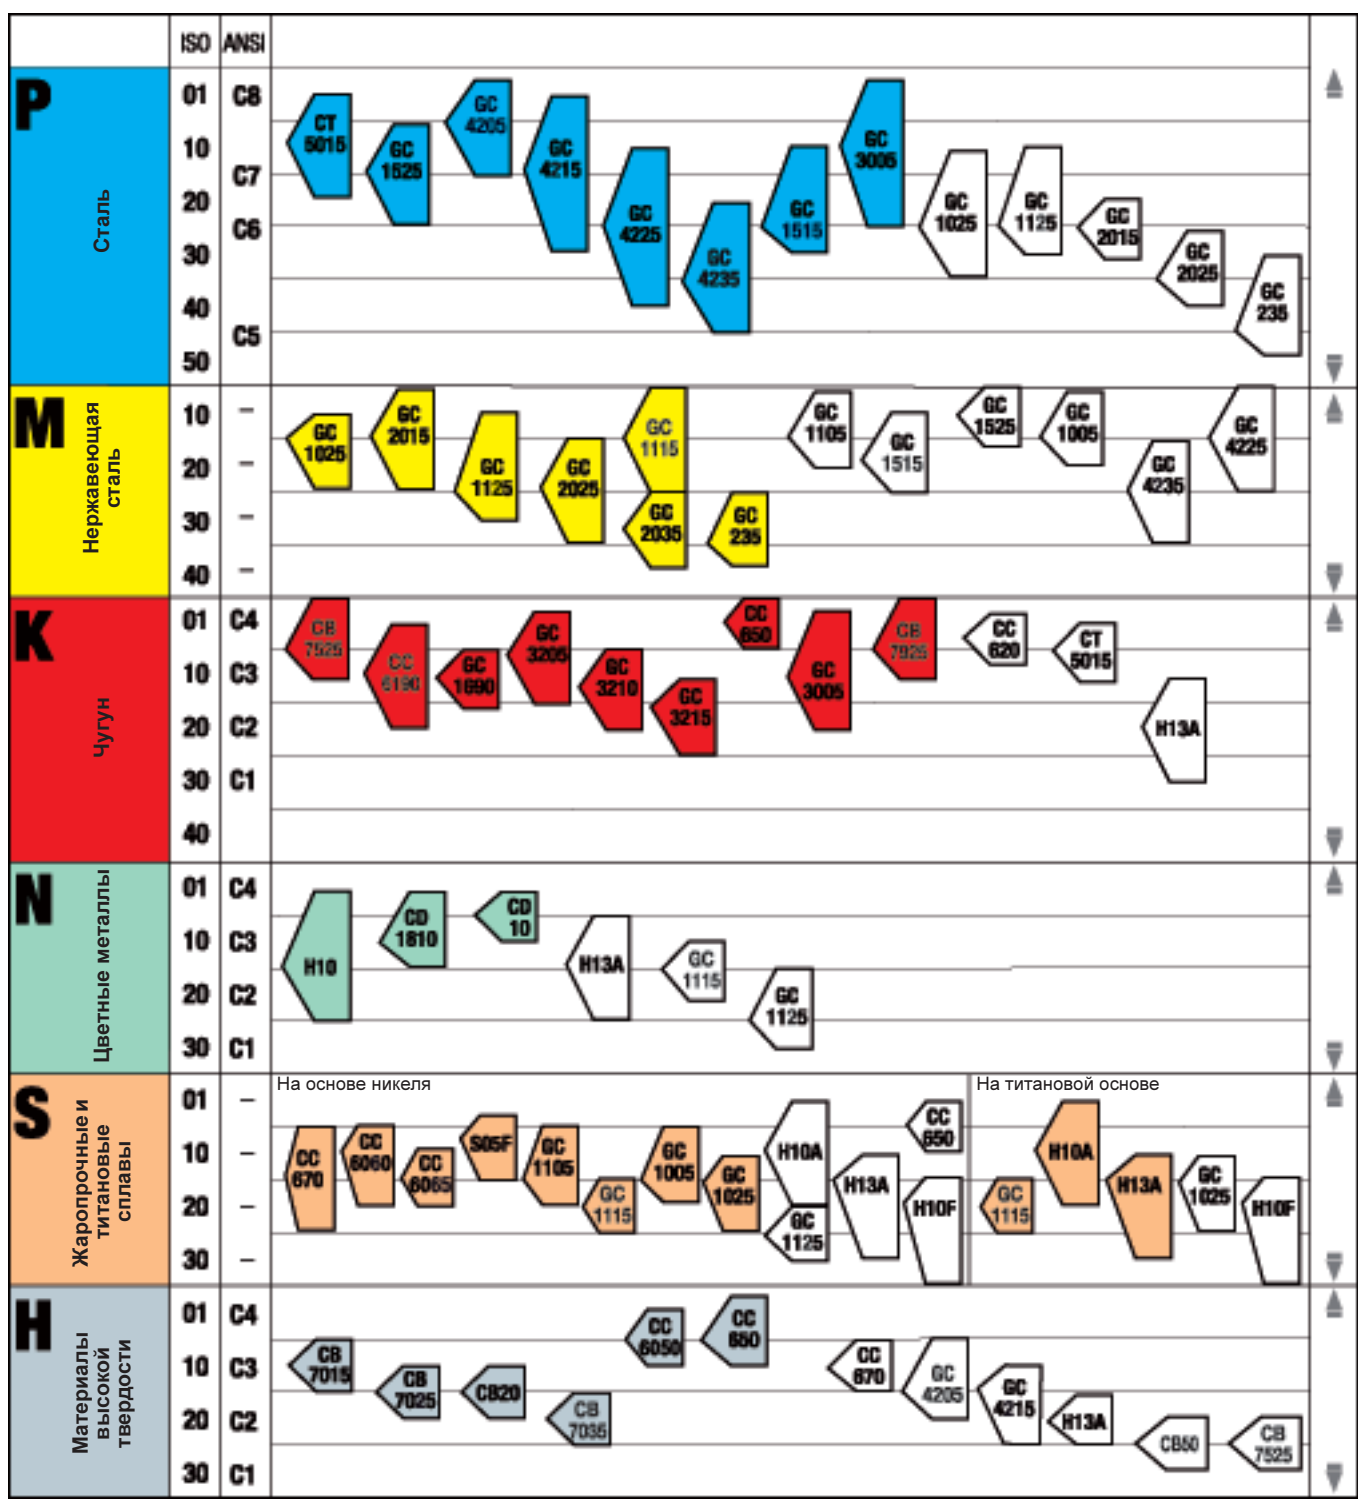 ISO ANSI
P
Сталь
01 C8
10
C7
20
C6
30
40
C5
50
CT
5015
GC
1525
GC
4205
GC
4215
GC
4225
GC
4235
GC
1515
GC
3005
GC
1025
GC
1125
GC
2015
GC
2025
GC
235
M
Нержавеющая
сталь
10 –
20 –
30 –
40 –
GC
1025
GC
2015
GC
1125
GC
2025
GC
1115
GC
2035
GC
235
GC
1105
GC
1515
GC
1525
GC
1005
GC
4235
GC
4225
K
Чугун
01 C4
10 C3
20 C2
30 C1
40
CB
7525
CC
6190
GC
1690
GC
3205
GC
3210
GC
3215
CC
650
GC
3005
CB
7925
CC
620
CT
5015
H13A
N
Цветные металлы
01 C4
10 C3
20 C2
30 C1
H10
CD
1810
CD
10
H13A
GC
1115
GC
1125
S
Жаропрочные и
титановые
сплавы
01 –
10 –
20 –
30 –
На основе никеля
CC
670
CC
6060
CC
6065
S05F
GC
1105
GC
1115
GC
1005
GC
1025
H10A
GC
1125
H13A
CC
650
H10F
На титановой основе
GC
1115
H10A
H13A
GC
1025
H10F
H
Материалы
высокой
твердости
01 C4
10 C3
20 C2
30 C1
CB
7015
CB
7025
CB20
CB
7035
CC
6050
CC
650
CC
670
GC
4205
GC
4215
H13A
CB50
CB
7525